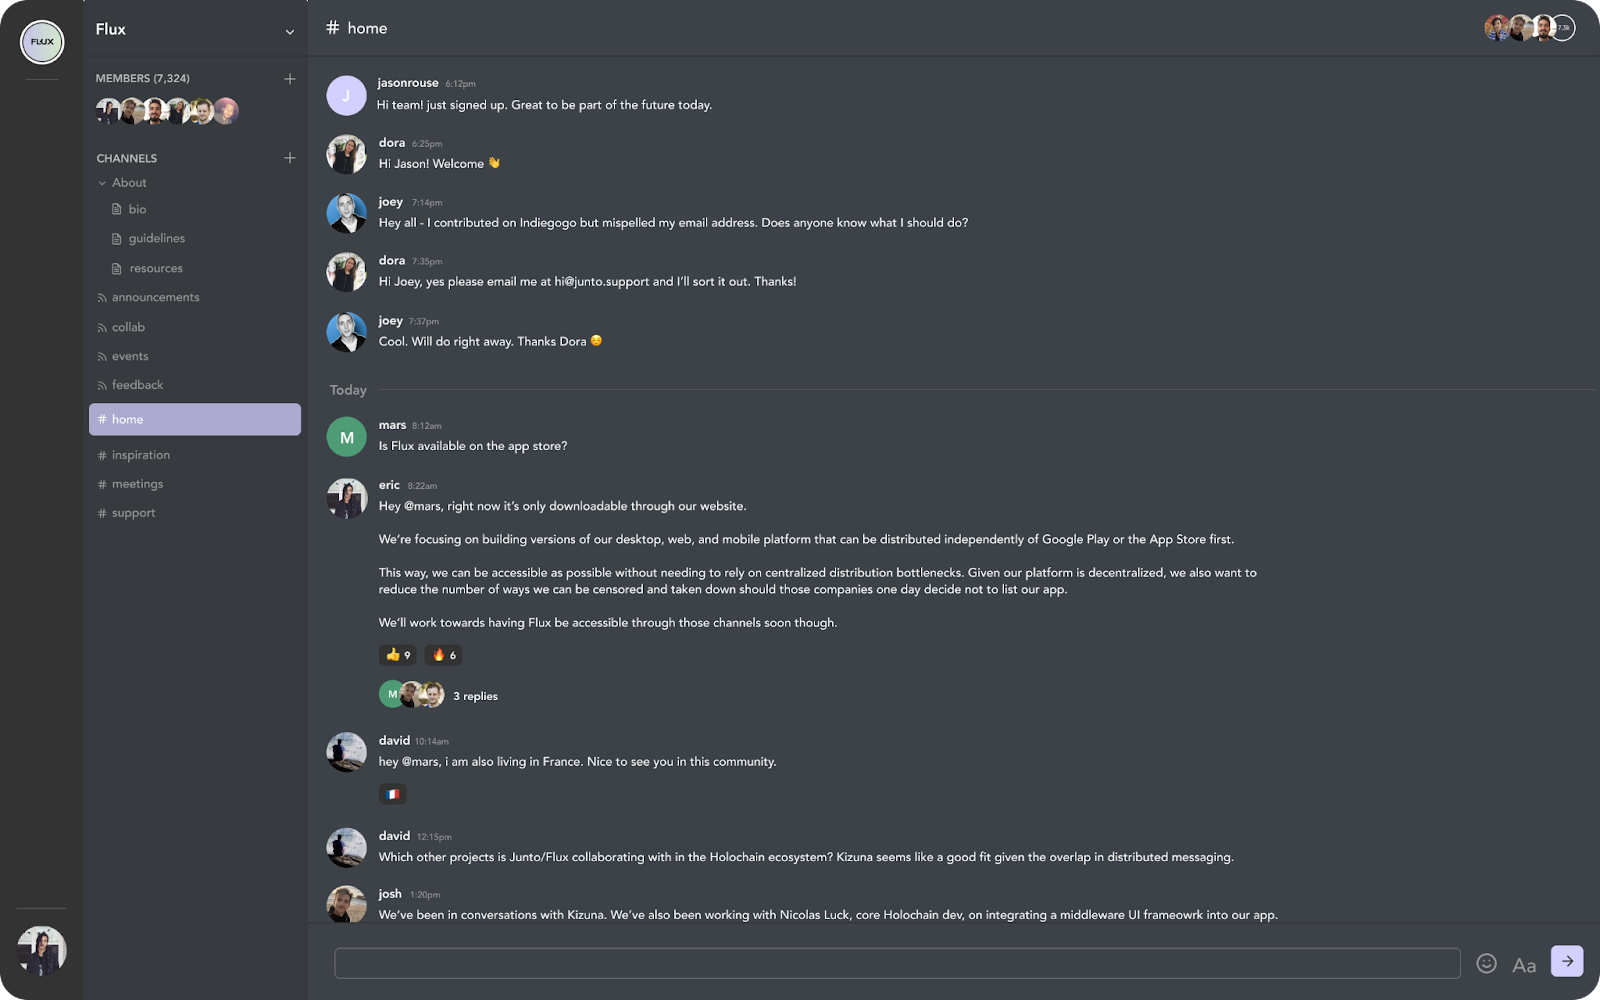 FLUX
Flux
MEMBERS (7,324)
CHANNELS
About
bio
guidelines
resources
announcements
collab
events
feedback
# home
# inspiration
# meetings
# support
# home
7.3k
J
jasonrouse 6:12pm
Hi team! just signed up. Great to be part of the future today.
dora 6:25pm
Hi Jason! Welcome 👋
joey 7:14pm
Hey all - I contributed on Indiegogo but mispelled my email address. Does anyone know what I should do?
dora 7:35pm
Hi Joey, yes please email me at hi@junto.support and I'll sort it out. Thanks!
joey 7:37pm
Cool. Will do right away. Thanks Dora 😊
Today
M
mars 8:12am
Is Flux available on the app store?
eric 8:22am
Hey @mars, right now it's only downloadable through our website.
We're focusing on building versions of our desktop, web, and mobile platform that can be distributed independently of Google Play or the App Store first.
This way, we can be accessible as possible without needing to rely on centralized distribution bottlenecks. Given our platform is decentralized, we also want to
reduce the number of ways we can be censored and taken down should those companies one day decide not to list our app.
We'll work towards having Flux be accessible through those channels soon though.
👍 9 🔥 6
M 3 replies
david 10:14am
hey @mars, i am also living in France. Nice to see you in this community.
🇫🇷
david 12:15pm
Which other projects is Junto/Flux collaborating with in the Holochain ecosystem? Kizuna seems like a good fit given the overlap in distributed messaging.
josh 1:20pm
We've been in conversations with Kizuna. We've also been working with Nicolas Luck, core Holochain dev, on integrating a middleware UI frameowrk into our app.
Aa